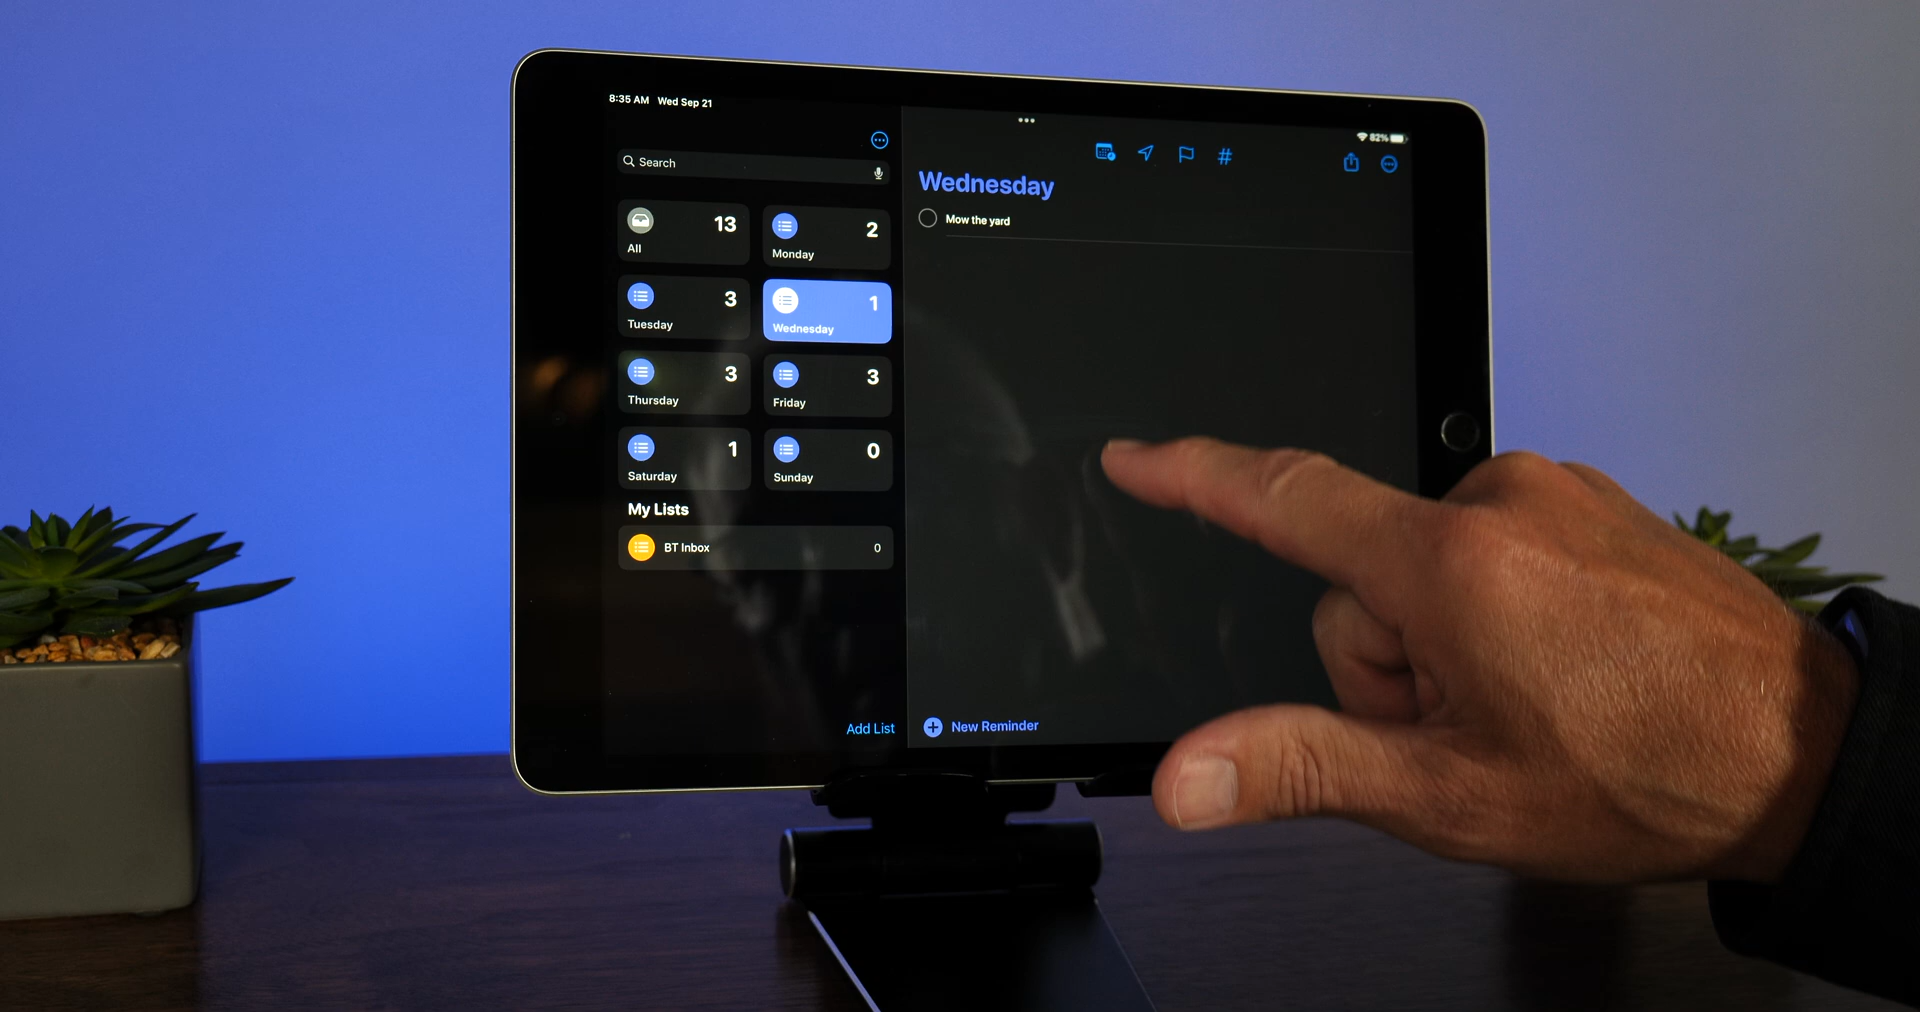 8:35 AM Wed Sep 21
82%
Search
13
All
2
Monday
3
Tuesday
1
Wednesday
3
Thursday
3
Friday
1
Saturday
0
Sunday
My Lists
BT Inbox 0
Add List
#
Wednesday
Mow the yard
New Reminder